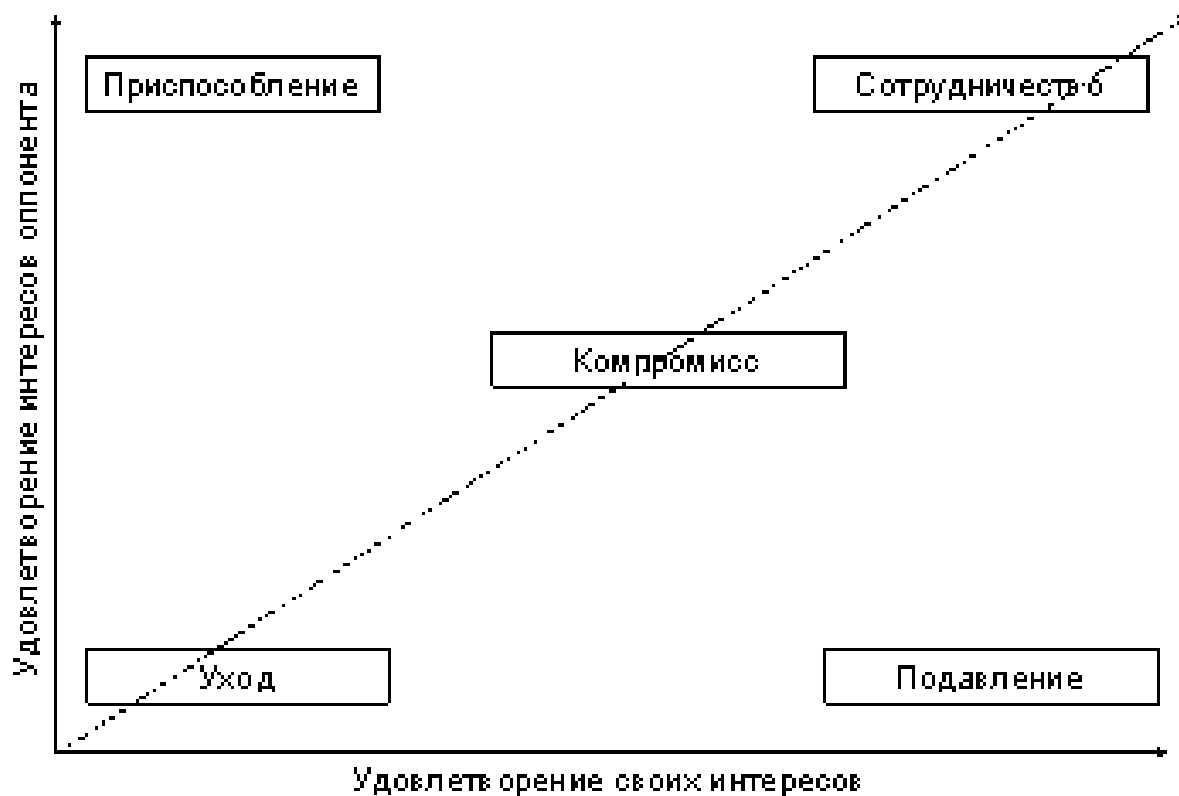 Приспособление
Сотрудничество
Удовлетворение интересов оппонента
Компромисс
Уход
Подавление
Удовлетворение своих интересов